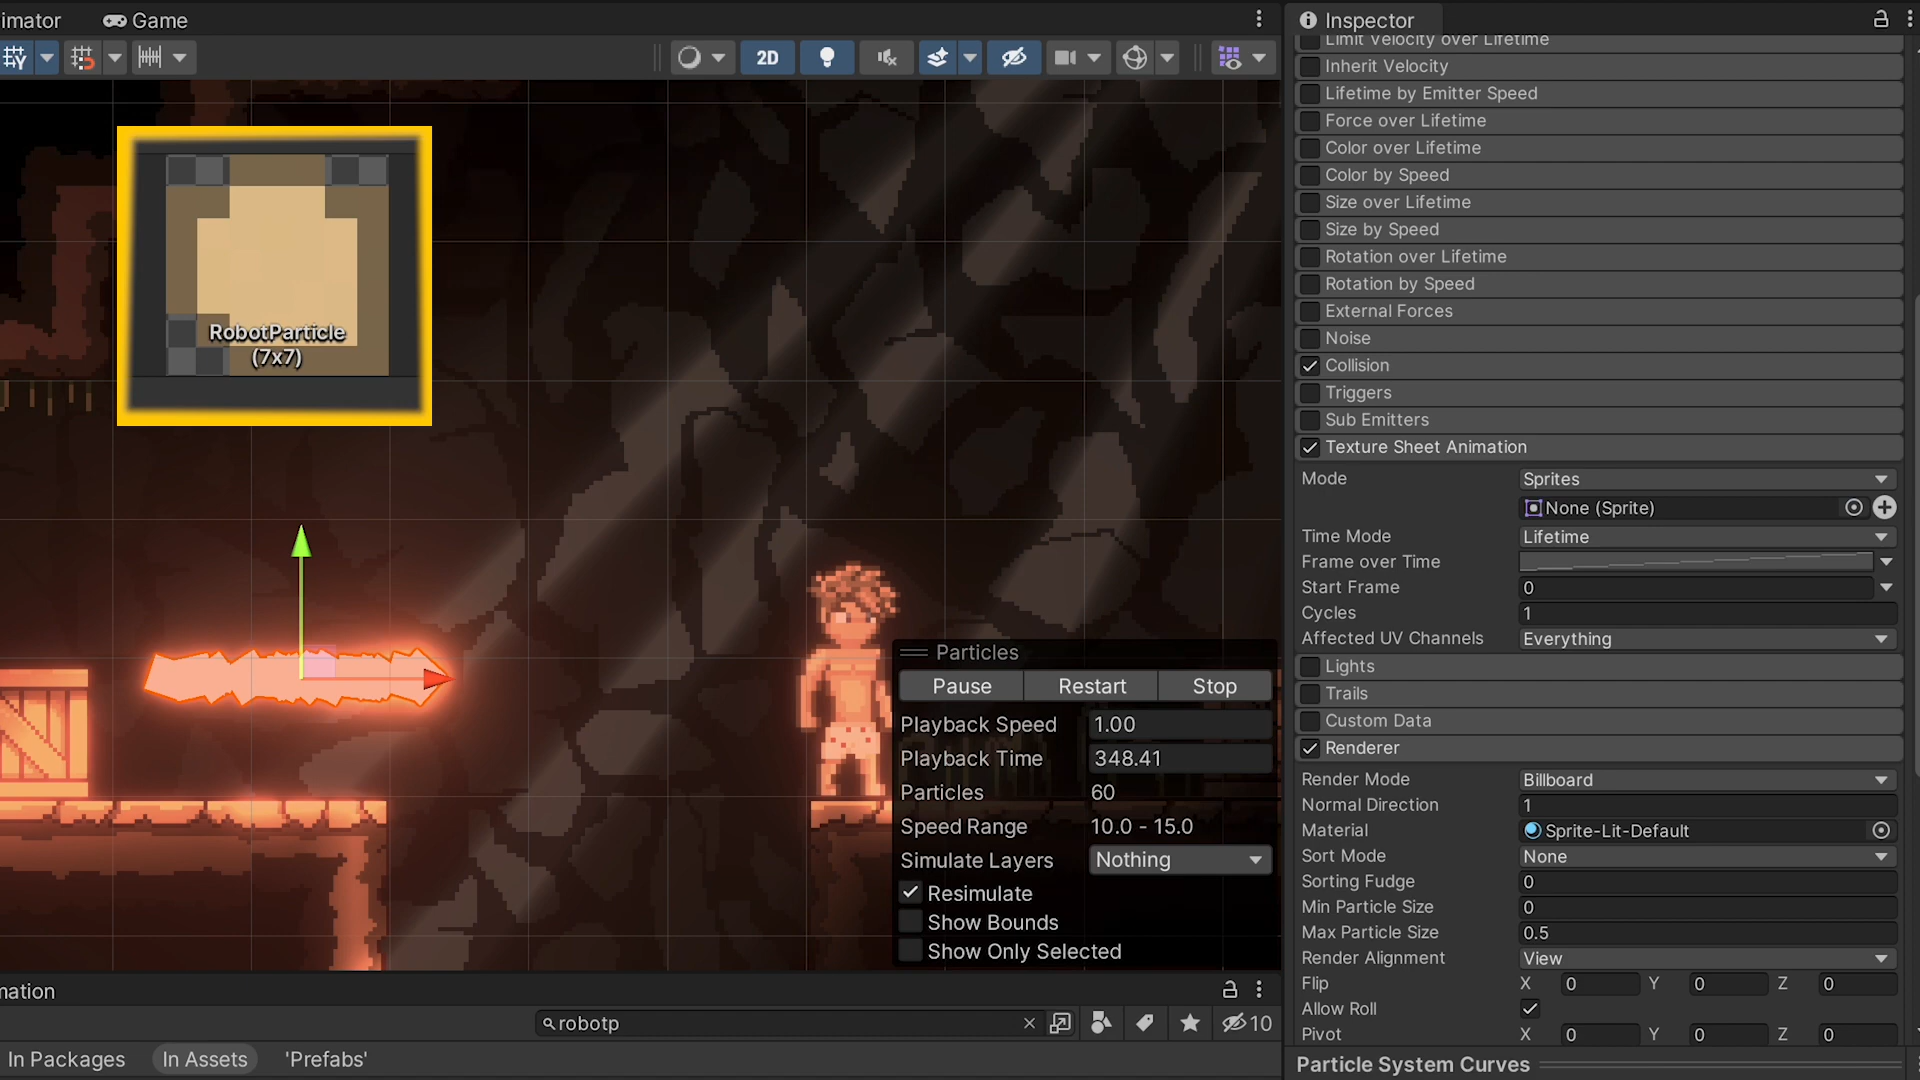 imator
Game
2D
RobotParticle
(7x7)
Particles
Pause
Restart
Stop
Playback Speed
1.00
Playback Time
348.41
Particles
60
Speed Range
10.0 - 15.0
Simulate Layers
Nothing
Resimulate
Show Bounds
Show Only Selected
mation
robotp
10
In Packages
In Assets
'Prefabs'
Inspector
Limit Velocity over Lifetime
Inherit Velocity
Lifetime by Emitter Speed
Force over Lifetime
Color over Lifetime
Color by Speed
Size over Lifetime
Size by Speed
Rotation over Lifetime
Rotation by Speed
External Forces
Noise
Collision
Triggers
Sub Emitters
Texture Sheet Animation
Mode
Sprites
None (Sprite)
Time Mode
Lifetime
Frame over Time
Start Frame
0
Cycles
1
Affected UV Channels
Everything
Lights
Trails
Custom Data
Renderer
Render Mode
Billboard
Normal Direction
1
Material
Sprite-Lit-Default
Sort Mode
None
Sorting Fudge
0
Min Particle Size
0
Max Particle Size
0.5
Render Alignment
View
Flip
X 0 Y 0 Z 0
Allow Roll
Pivot
X 0 Y 0 Z 0
Particle System Curves